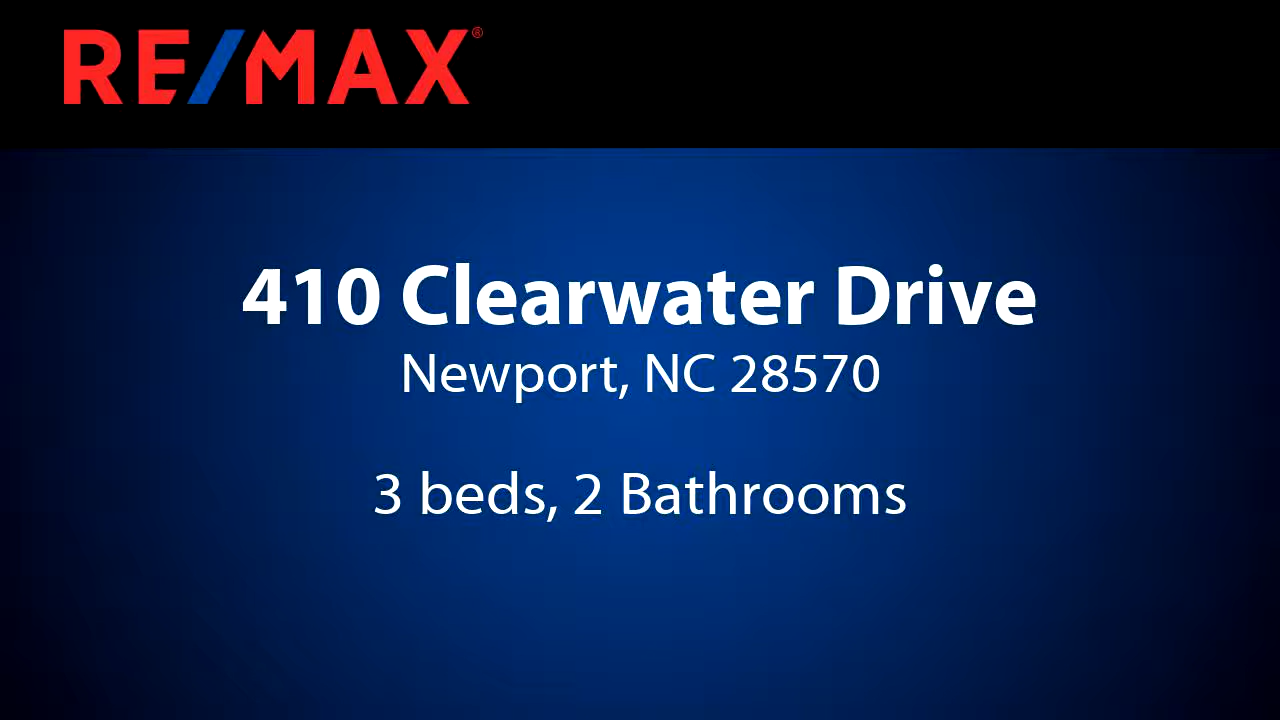 RE/MAX®
410 Clearwater Drive
Newport, NC 28570
3 beds, 2 Bathrooms